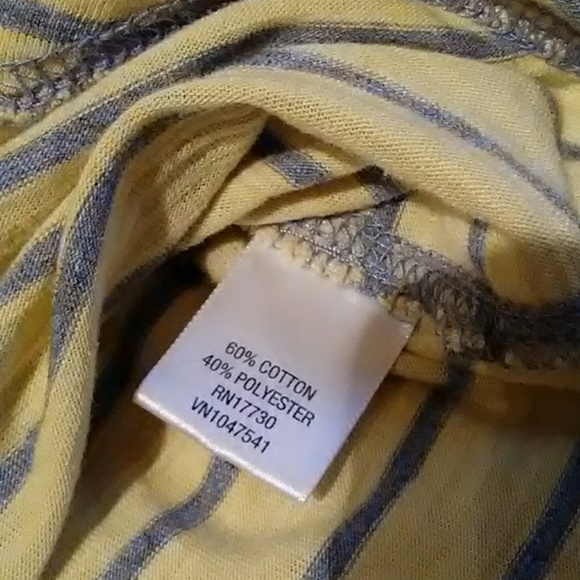 60% COTTON
40% POLYESTER
RN17730
VN1047541